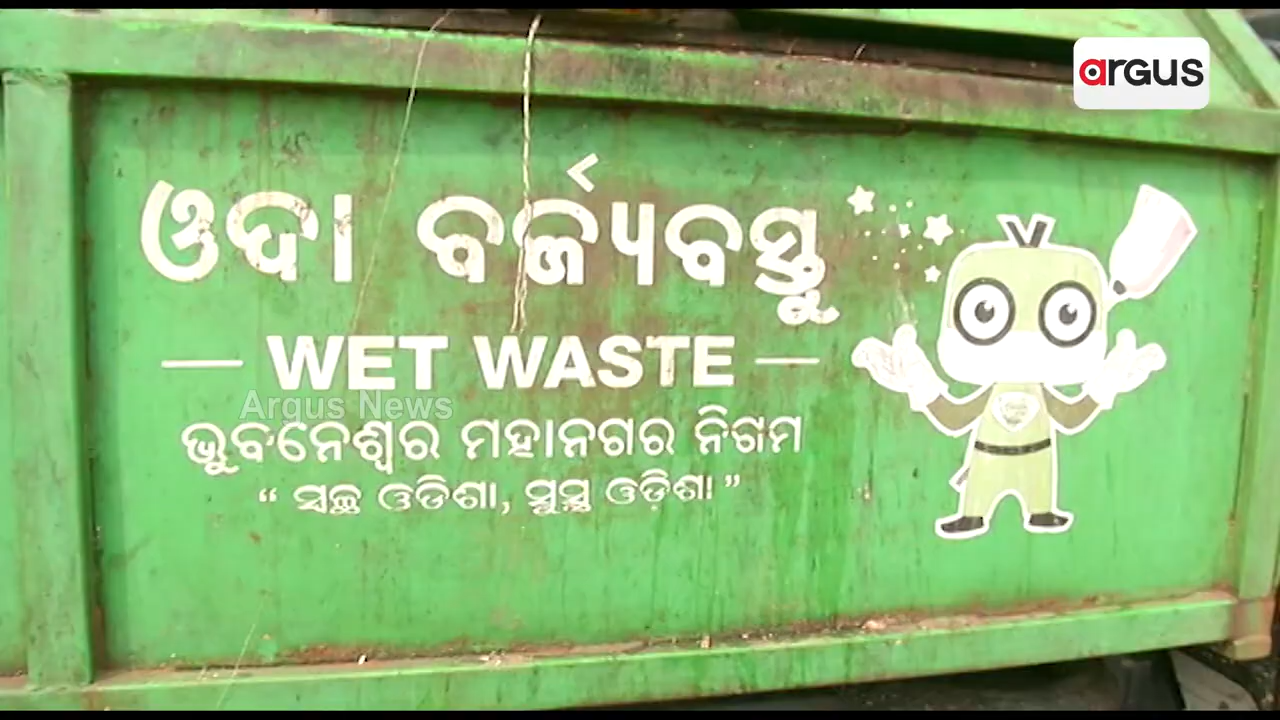 argus
ଓଦା ବର୍ଜ୍ୟବସ୍ତୁ
WET WASTE
Argus News
ଭୁବନେଶ୍ୱର ମହାନଗର ନିଗମ
“ ସ୍ୱଚ୍ଛ ଓଡିଶା, ସୁସ୍ଥ ଓଡ଼ିଶା ”